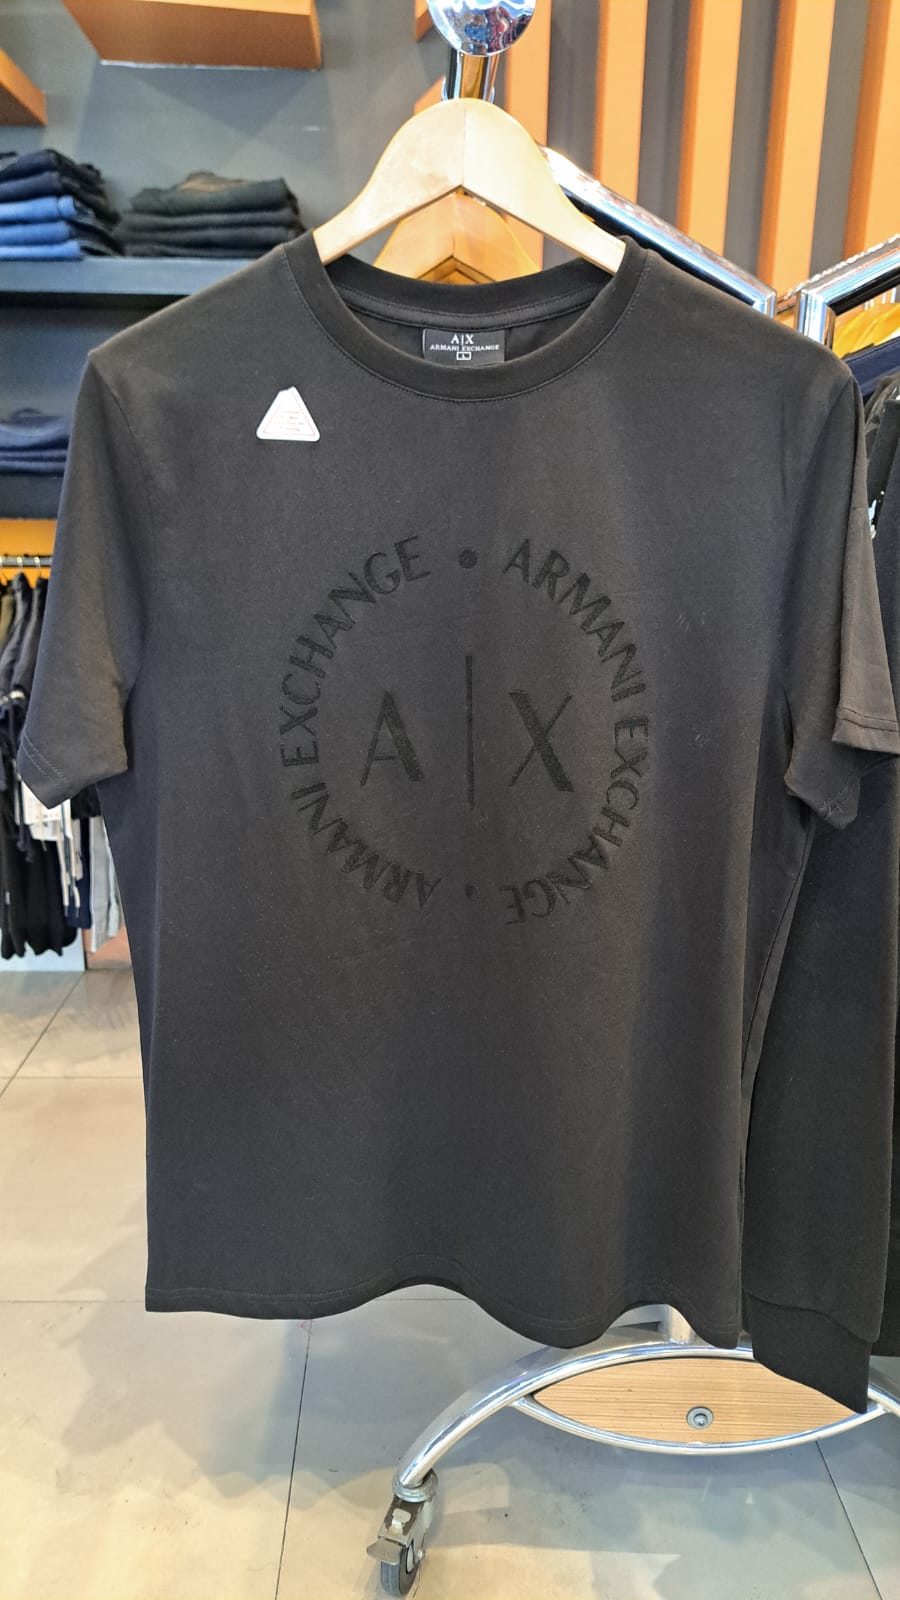 A|X
ARMANI EXCHANGE
L
ARMANI EXCHANGE • ARMANI EXCHANGE •
A|X